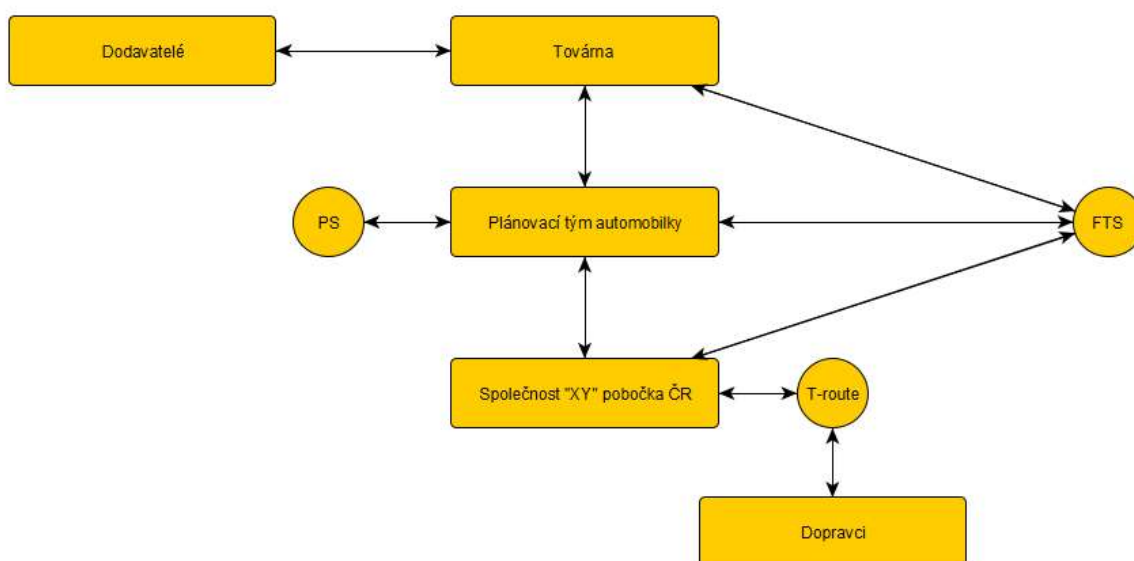 Dodavatelé
Továrna
PS
Plánovací tým automobilky
FTS
Společnost "XY" pobočka ČR
T-route
Dopravci